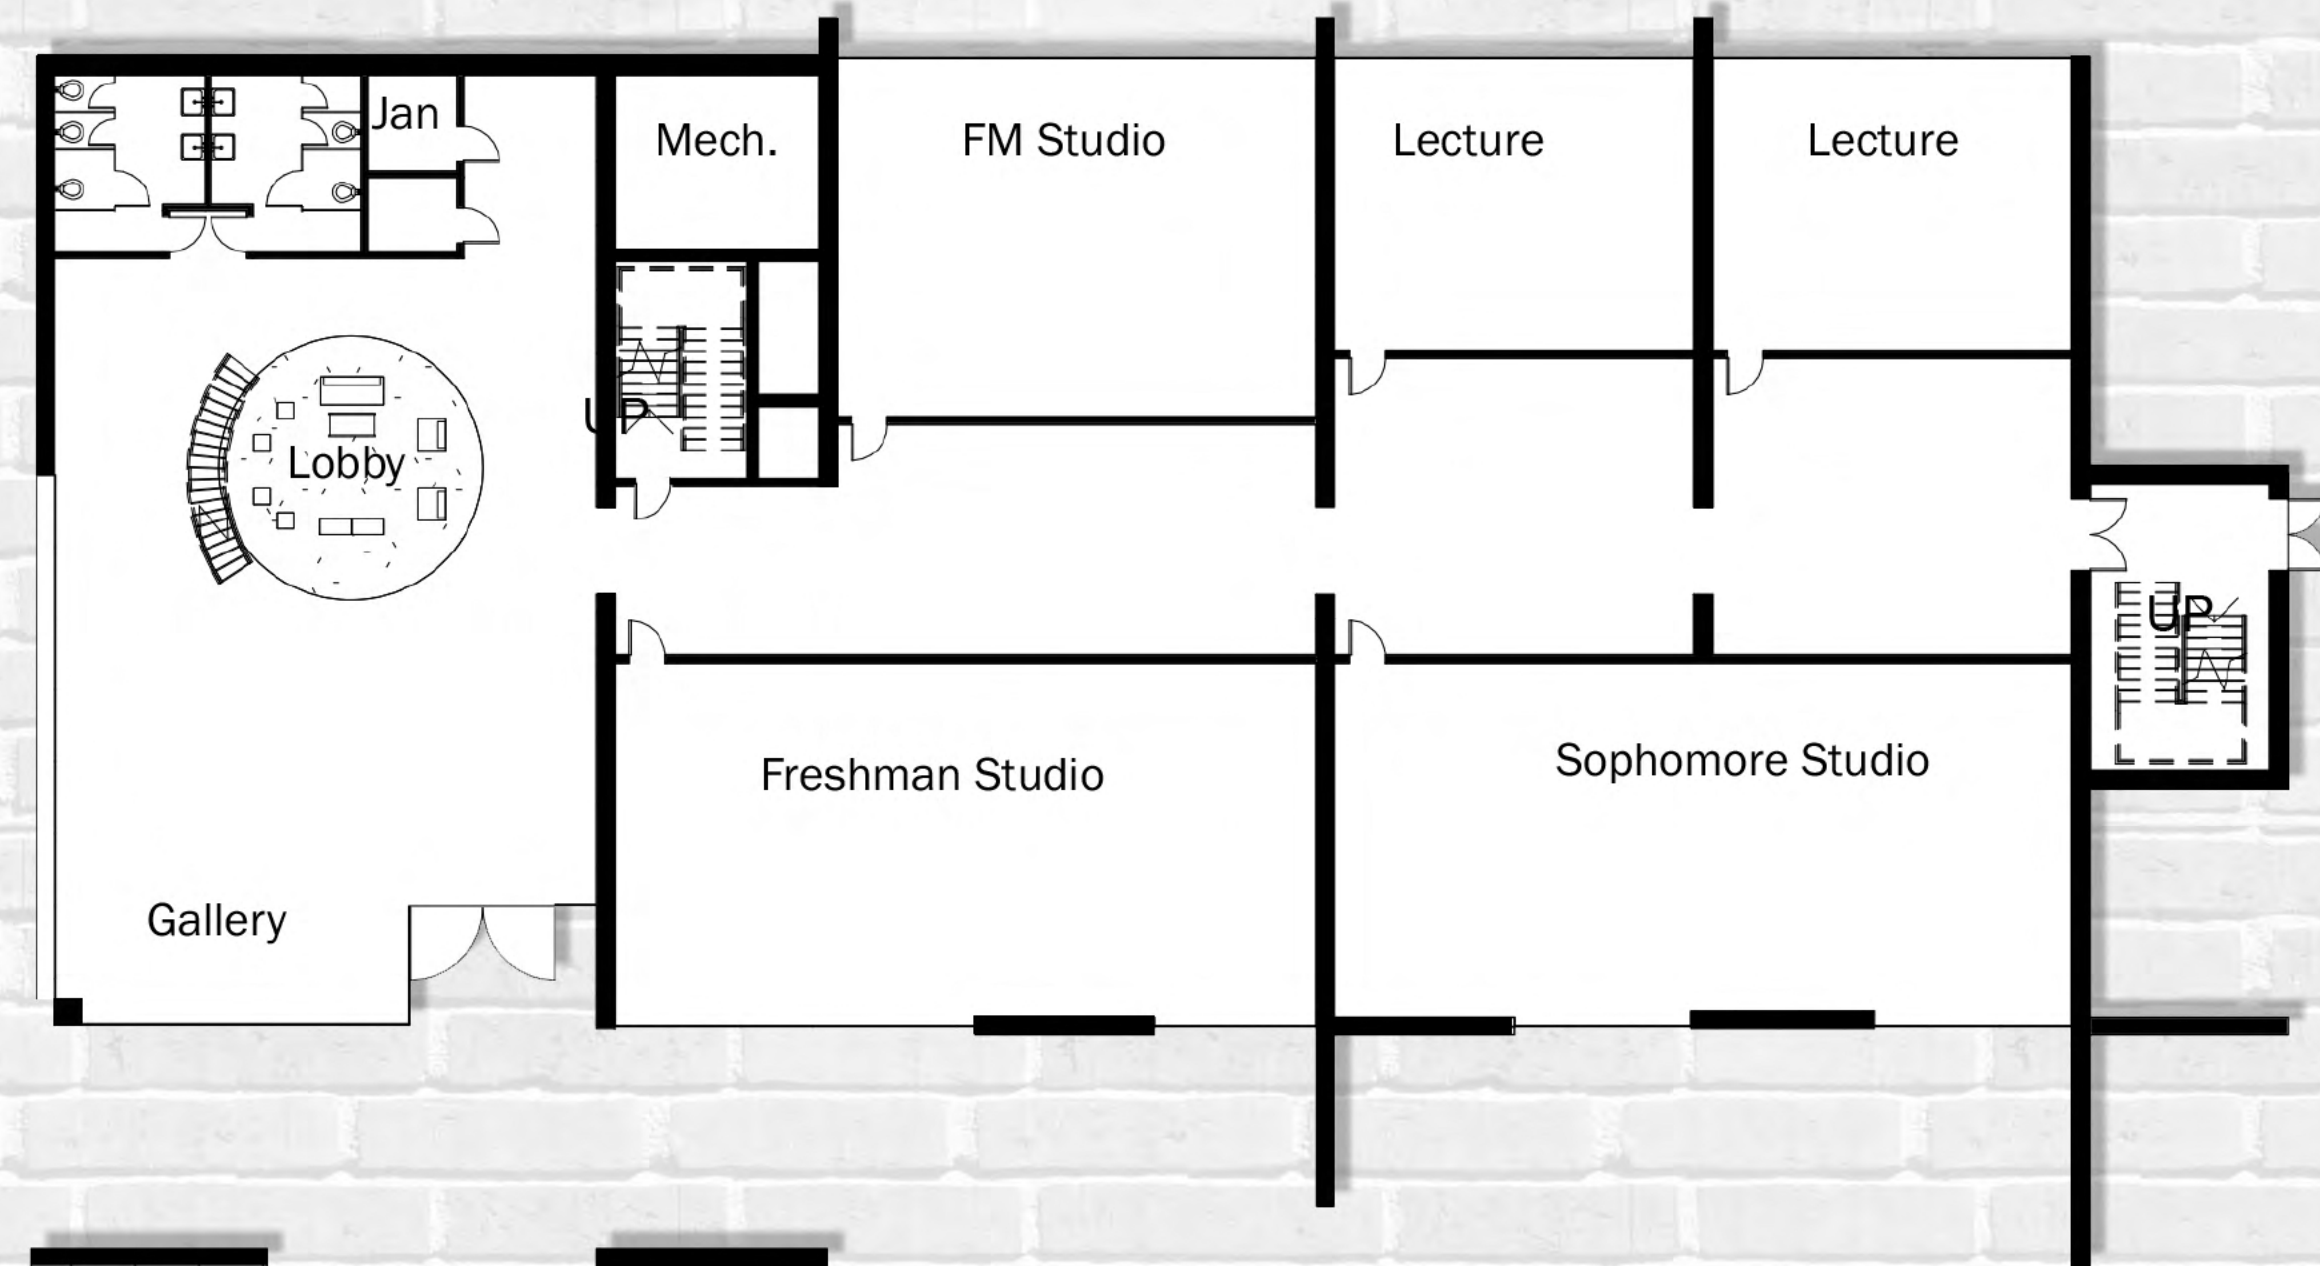 Jan
Mech.
FM Studio
Lecture
Lecture
UP
Lobby
UP
Freshman Studio
Sophomore Studio
Gallery